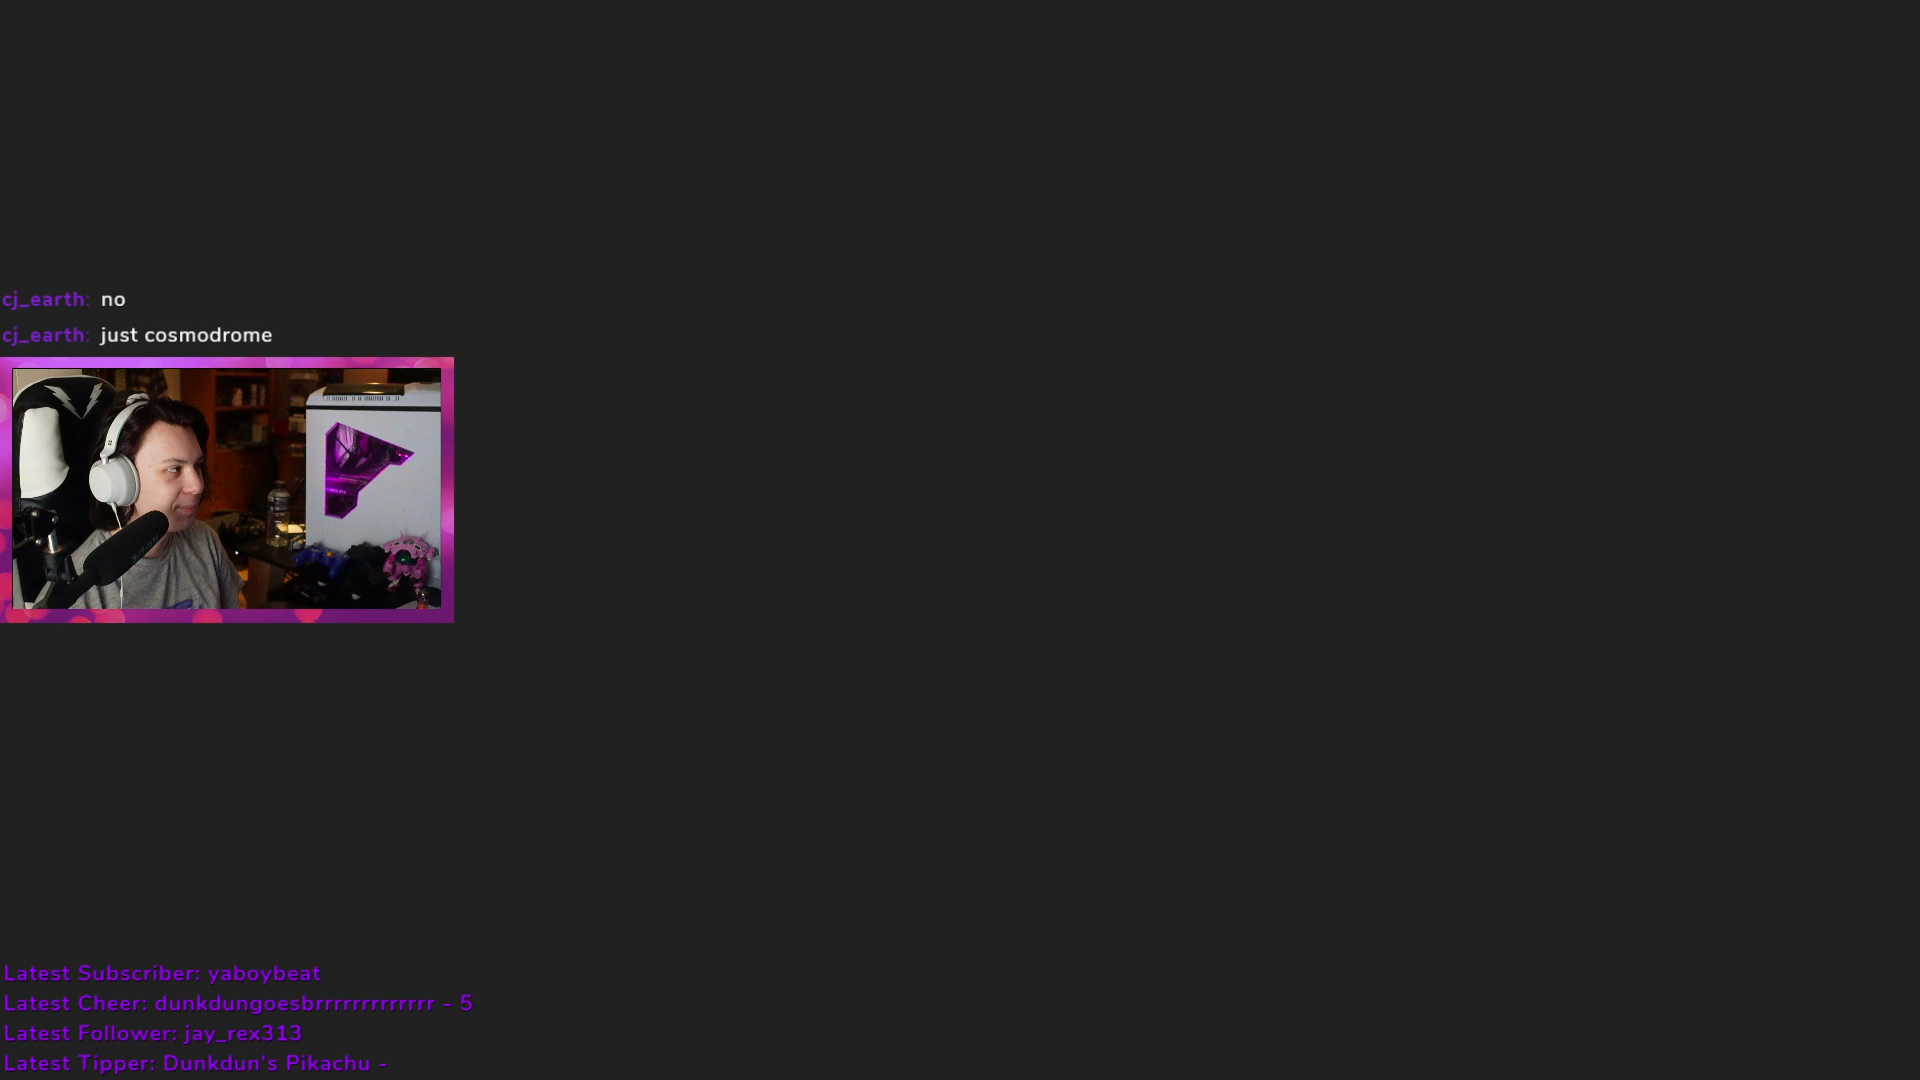 cj_earth: no
cj_earth: just cosmodrome
Latest Subscriber: yaboybeat
Latest Cheer: dunkdungoesbrrrrrrrrrrrrr - 5
Latest Follower: jay_rex313
Latest Tipper: Dunkdun's Pikachu -